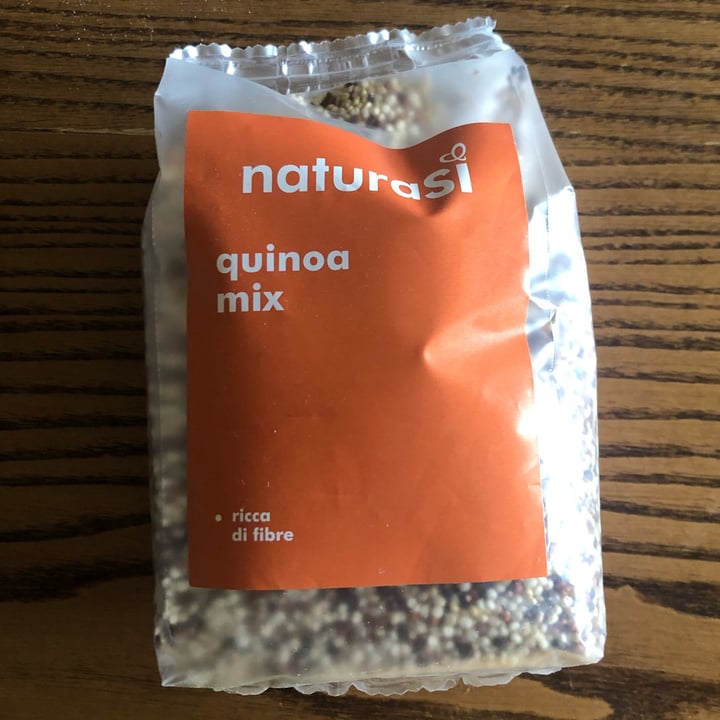 naturasì
quinoa
mix
• ricca
di fibre